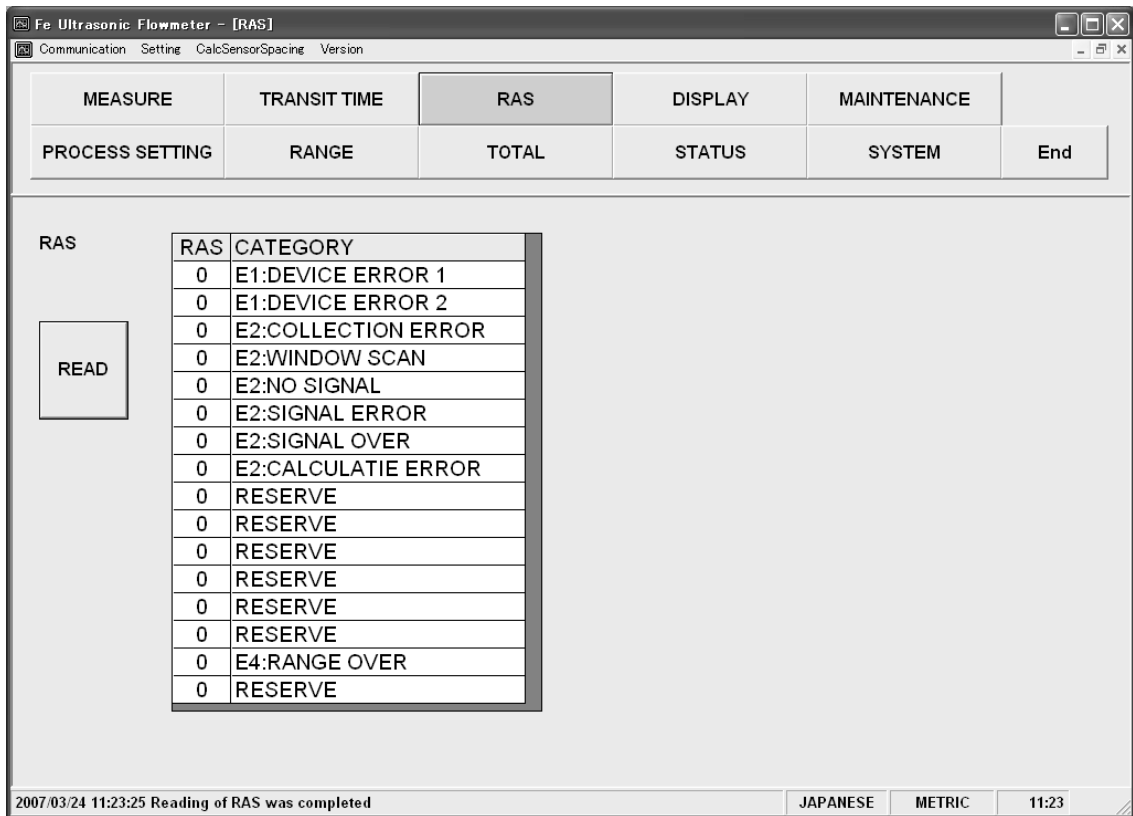 Fe Ultrasonic Flowmeter - [RAS]
Communication Setting CalcSensorSpacing Version
MEASURE TRANSIT TIME RAS DISPLAY MAINTENANCE
PROCESS SETTING RANGE TOTAL STATUS SYSTEM End
RAS
READ
RAS CATEGORY
0 E1:DEVICE ERROR 1
0 E1:DEVICE ERROR 2
0 E2:COLLECTION ERROR
0 E2:WINDOW SCAN
0 E2:NO SIGNAL
0 E2:SIGNAL ERROR
0 E2:SIGNAL OVER
0 E2:CALCULATIE ERROR
0 RESERVE
0 RESERVE
0 RESERVE
0 RESERVE
0 RESERVE
0 RESERVE
0 E4:RANGE OVER
0 RESERVE
2007/03/24 11:23:25 Reading of RAS was completed JAPANESE METRIC 11:23